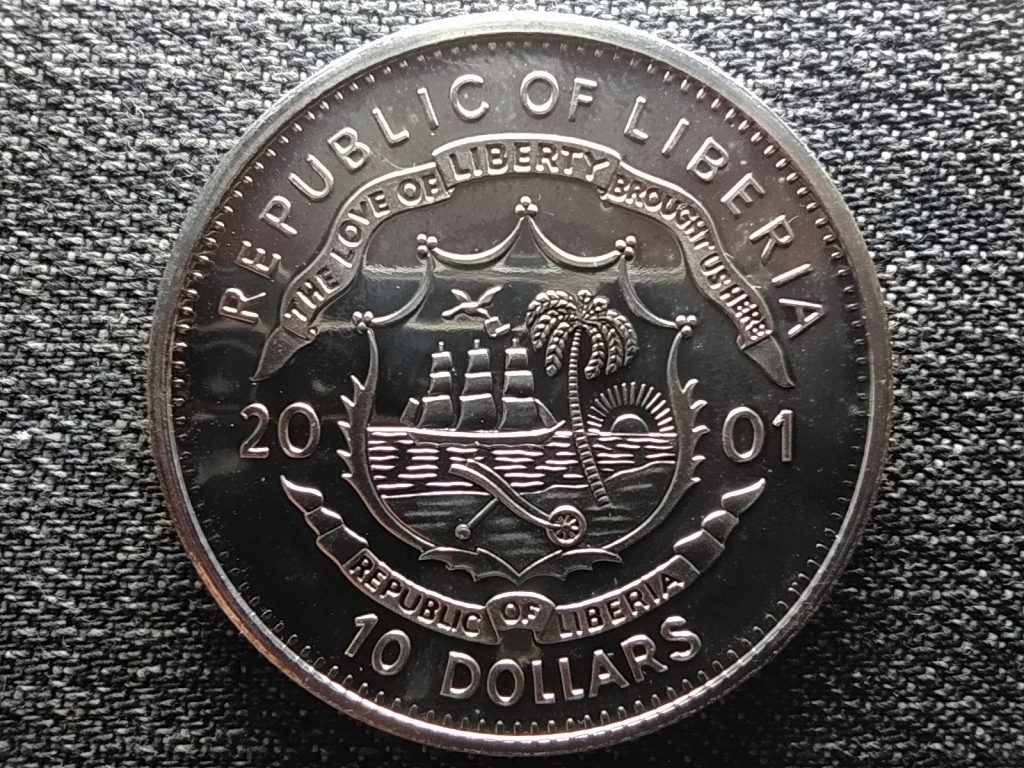 REPUBLIC OF LIBERIA
THE LOVE OF LIBERTY BROUGHT US HERE
20 01
REPUBLIC OF LIBERIA
10 DOLLARS